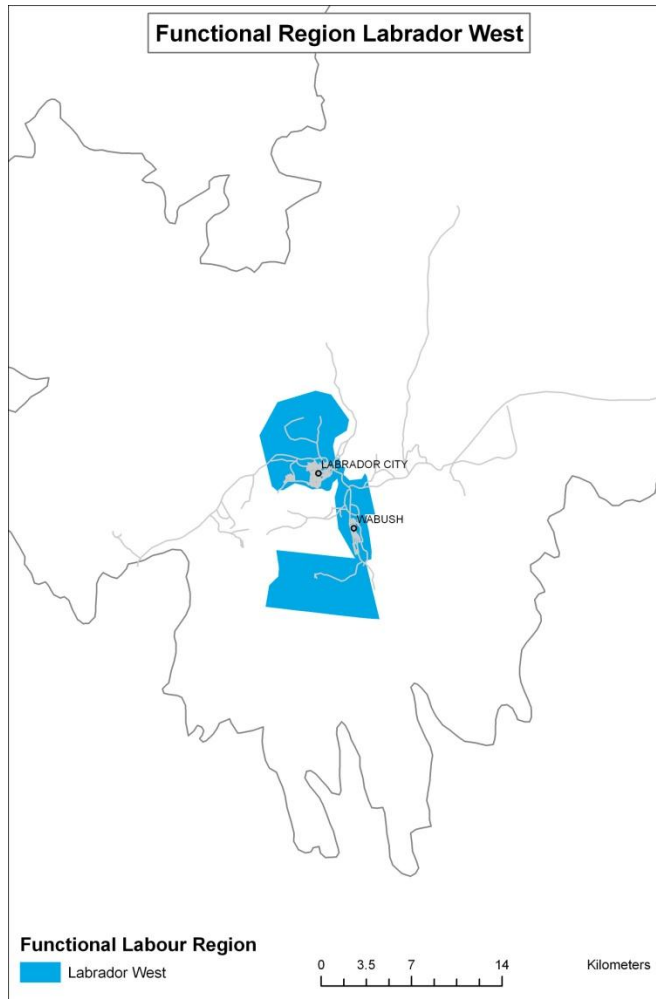 Functional Region Labrador West
LABRADOR CITY
WABUSH
Functional Labour Region
Labrador West
0 3.5 7 14 Kilometers